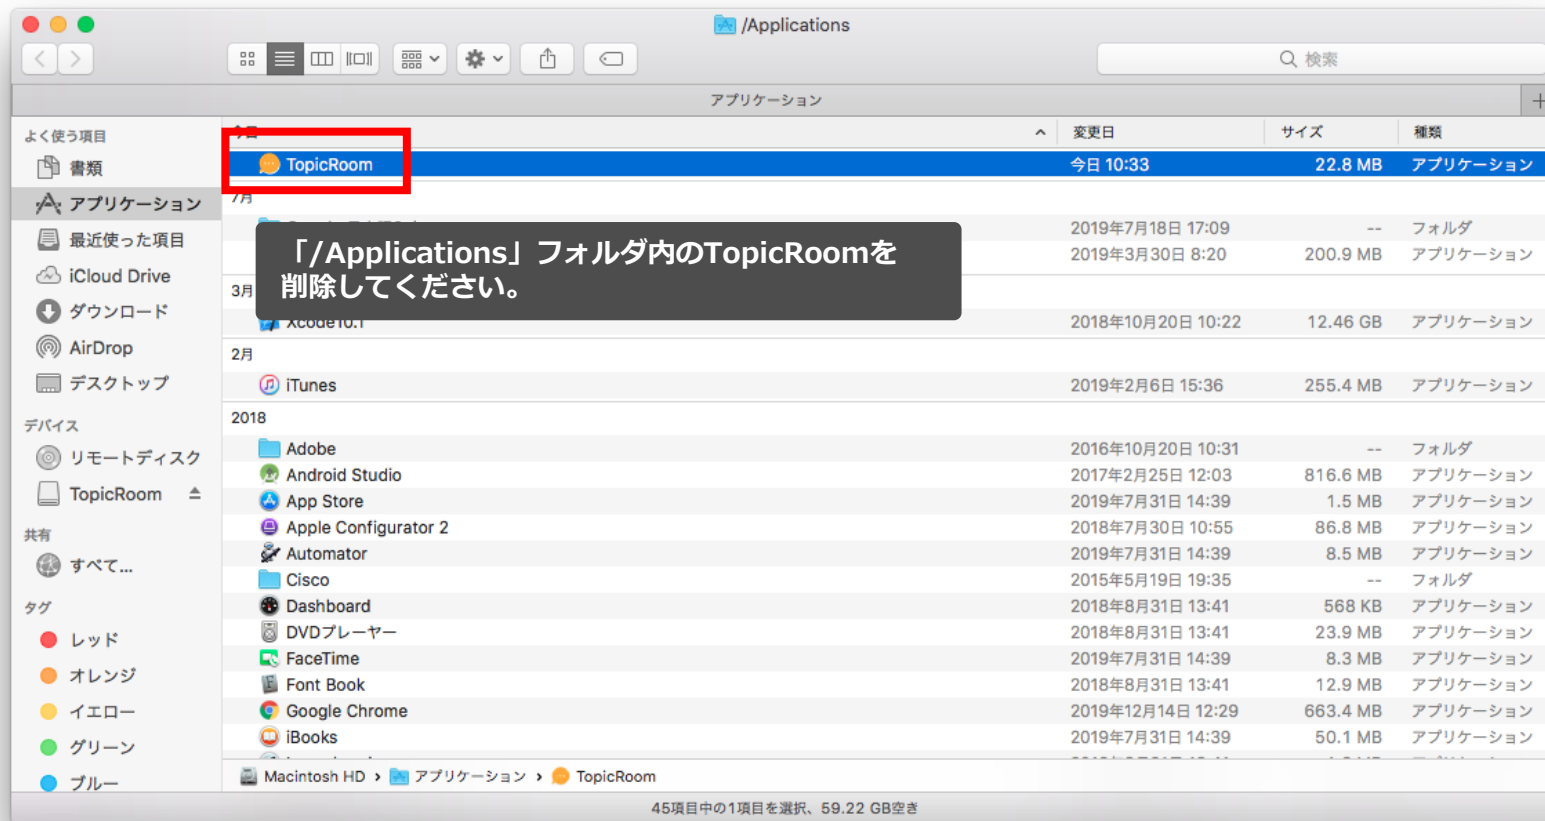 /Applications
検索
アプリケーション
よく使う項目
書類
アプリケーション
最近使った項目
iCloud Drive
ダウンロード
AirDrop
デスクトップ
デバイス
リモートディスク
TopicRoom
共有
すべて...
タグ
レッド
オレンジ
イエロー
グリーン
ブルー
変更日 サイズ 種類
TopicRoom 今日 10:33 22.8 MB アプリケーション
7月
2019年7月18日 17:09 -- フォルダ
2019年3月30日 8:20 200.9 MB アプリケーション
「/Applications」フォルダ内のTopicRoomを
削除してください。
3月
Xcode10.1 2018年10月20日 10:22 12.46 GB アプリケーション
2月
iTunes 2019年2月6日 15:36 255.4 MB アプリケーション
2018
Adobe 2016年10月20日 10:31 -- フォルダ
Android Studio 2017年2月25日 12:03 816.6 MB アプリケーション
App Store 2019年7月31日 14:39 1.5 MB アプリケーション
Apple Configurator 2 2018年7月30日 10:55 86.8 MB アプリケーション
Automator 2019年7月31日 14:39 8.5 MB アプリケーション
Cisco 2015年5月19日 19:35 -- フォルダ
Dashboard 2018年8月31日 13:41 568 KB アプリケーション
DVDプレーヤー 2018年8月31日 13:41 23.9 MB アプリケーション
FaceTime 2019年7月31日 14:39 8.3 MB アプリケーション
Font Book 2018年8月31日 13:41 12.9 MB アプリケーション
Google Chrome 2019年12月14日 12:29 663.4 MB アプリケーション
iBooks 2019年7月31日 14:39 50.1 MB アプリケーション
Macintosh HD › アプリケーション › TopicRoom
45項目中の1項目を選択、59.22 GB空き